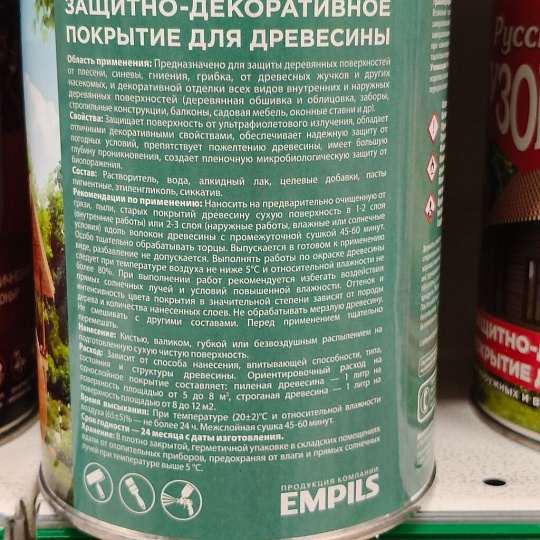 ЗАЩИТНО-ДЕКОРАТИВНОЕ
ПОКРЫТИЕ ДЛЯ ДРЕВЕСИНЫ
Область применения: Предназначено для защиты деревянных поверхностей
от плесени, синевы, гниения, грибка, от древесных жучков и других
насекомых, и декоративной отделки всех видов внутренних и наружных
деревянных поверхностей (деревянная обшивка и облицовка, заборы,
стропильные конструкции, балконы, садовая мебель, оконные ставни и др).
Свойства: Защищает поверхность от ультрафиолетового излучения, обладает
отличными декоративными свойствами, обеспечивает надежную защиту от
погодных условий, препятствует пожелтению древесины, имеет большую
глубину проникновения, создает пленочную микробиологическую защиту от
биопоражения.
Состав: Растворитель, вода, алкидный лак, целевые добавки, пасты
пигментные, этиленгликоль, сиккатив.
Рекомендации по применению: Наносить на предварительно очищенную от
грязи, пыли, старых покрытий древесину сухую поверхность в 1-2 слоя
(внутренние работы) или 2-3 слоя (наружные работы, влажные или солнечные
условия) вдоль волокон древесины с промежуточной сушкой 45-60 минут.
Особо тщательно обрабатывать торцы. Выпускается в готовом к применению
виде, разбавление не допускается. Выполнять работы по окраске древесины
следует при температуре воздуха не ниже 5°С и относительной влажности не
более 80%. При выполнении работ рекомендуется избегать воздействия
прямых солнечных лучей и условий повышенной влажности. Оттенок и
интенсивность цвета покрытия в значительной степени зависят от породы
дерева и количества нанесенных слоев. Не обрабатывать мерзлую древесину.
Не смешивать с другими составами. Перед применением тщательно
перемешать.
Нанесение: Кистью, валиком, губкой или безвоздушным распылением на
подготовленную сухую чистую поверхность.
Расход: Зависит от способа нанесения, впитывающей способности, типа,
состояния и структуры древесины. Ориентировочный расход на
однослойное покрытие составляет: пиленая древесина — 1 литр на
поверхность площадью от 5 до 8 м², строганая древесина — 1 литр на
поверхность площадью от 8 до 12 м2.
Время высыхания: При температуре (20±2)°С и относительной влажности
воздуха (65±5)% — не более 24 ч. Межслойная сушка 45-60 минут.
Срок годности — 24 месяца с даты изготовления.
Хранение: В плотно закрытой, герметичной упаковке в складских помещениях
вдали от отопительных приборов, предохраняя от влаги и прямых солнечных
лучей при температуре выше 5 °С.
ПРОДУКЦИЯ КОМПАНИИ
EMPILS
Русс